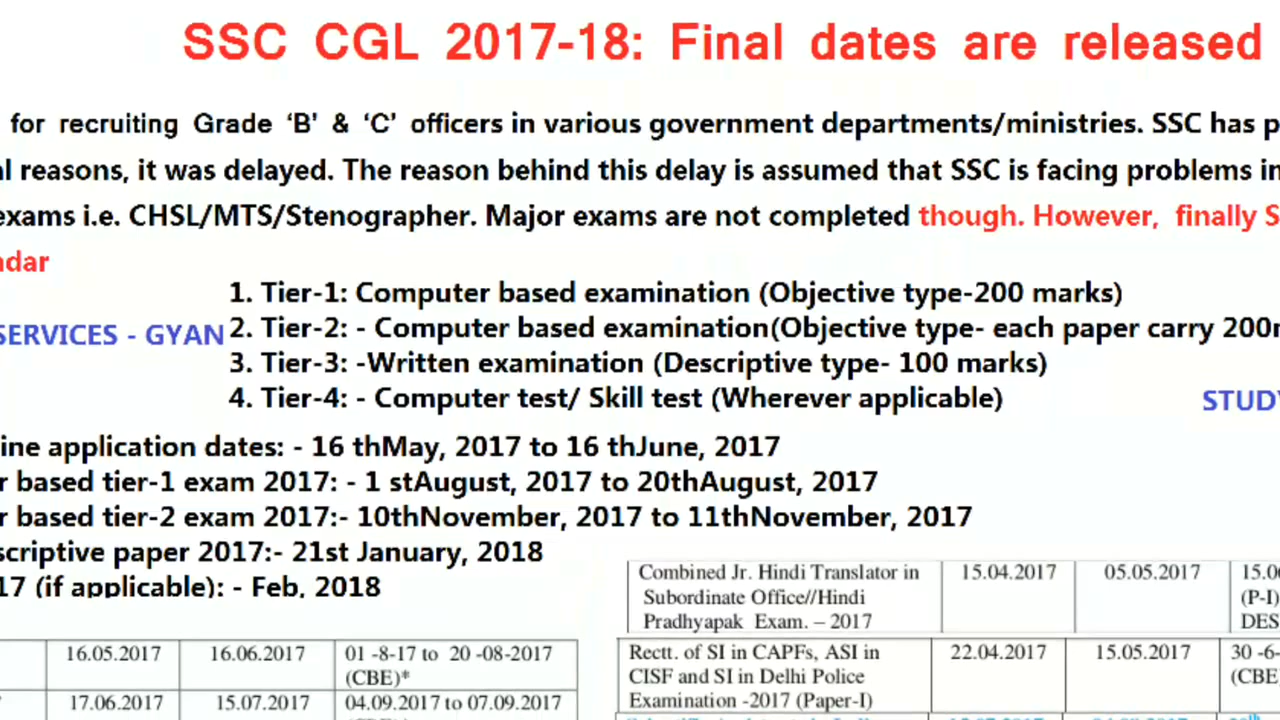 SSC CGL 2017-18: Final dates are released
for recruiting Grade ‘B’ & ‘C’ officers in various government departments/ministries. SSC has p
al reasons, it was delayed. The reason behind this delay is assumed that SSC is facing problems in
exams i.e. CHSL/MTS/Stenographer. Major exams are not completed though. However, finally S
ndar
1. Tier-1: Computer based examination (Objective type-200 marks)
SERVICES - GYAN
2. Tier-2: - Computer based examination(Objective type- each paper carry 200m
3. Tier-3: -Written examination (Descriptive type- 100 marks)
4. Tier-4: - Computer test/ Skill test (Wherever applicable)
STUDY
ine application dates: - 16 thMay, 2017 to 16 thJune, 2017
r based tier-1 exam 2017: - 1 stAugust, 2017 to 20thAugust, 2017
r based tier-2 exam 2017:- 10thNovember, 2017 to 11thNovember, 2017
scriptive paper 2017:- 21st January, 2018
17 (if applicable): - Feb, 2018
Combined Jr. Hindi Translator in 15.04.2017 05.05.2017 15.0
Subordinate Office//Hindi (P-I)
Pradhyapak Exam. – 2017 DES
16.05.2017 16.06.2017 01 -8-17 to 20 -08-2017
(CBE)*
17.06.2017 15.07.2017 04.09.2017 to 07.09.2017
Rectt. of SI in CAPFs, ASI in 22.04.2017 15.05.2017 30 -6-
CISF and SI in Delhi Police (CBE
Examination -2017 (Paper-I)